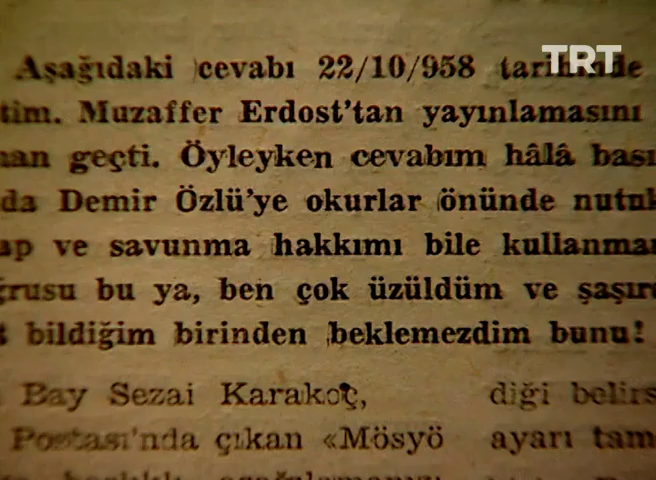 TRT
Aşağıdaki cevabı 22/10/958 tarihinde
tim. Muzaffer Erdost'tan yayınlamasını
man geçti. Öyleyken cevabım hâlâ bası
da Demir Özlü'ye okurlar önünde nutuk
ap ve savunma hakkımı bile kullanma
ğrusu bu ya, ben çok üzüldüm ve şaşır
bildiğim birinden beklemezdim bunu!
Bay Sezai Karakoç,
Postası'nda çıkan «Mösyö
diği belirs
ayarı tam